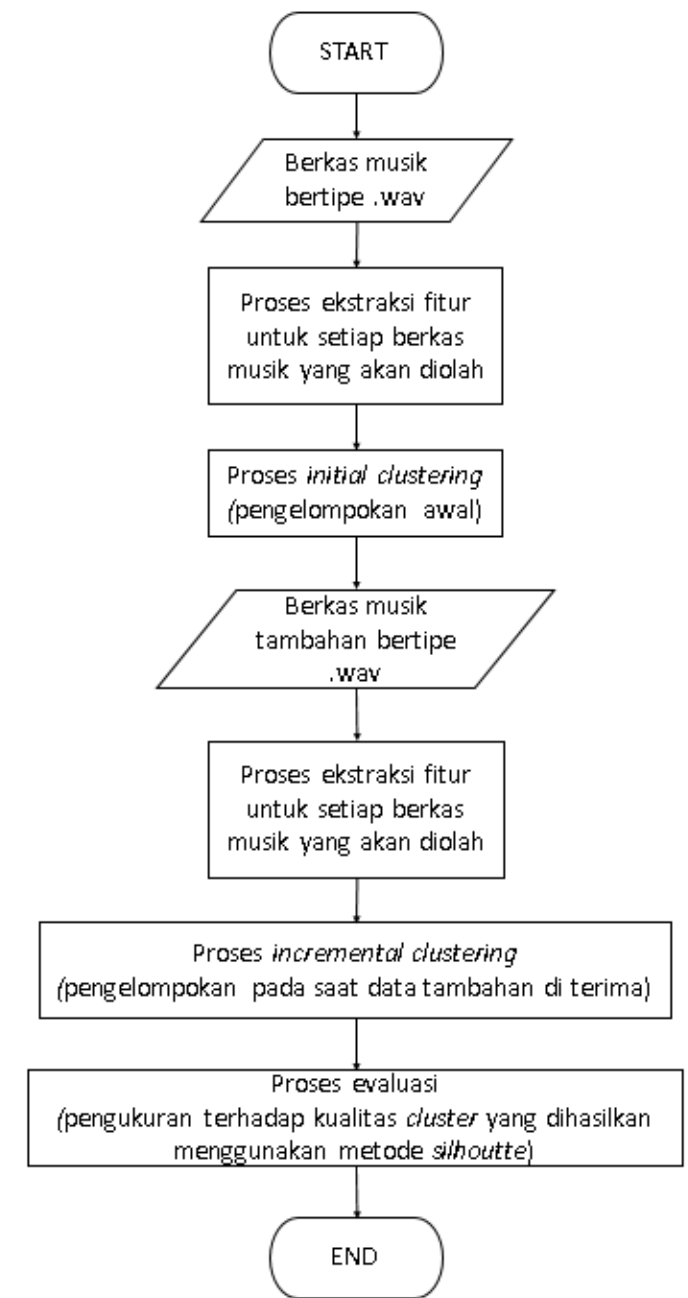 START
Berkas musik
bertipe .wav
Proses ekstraksi fitur
untuk setiap berkas
musik yang akan diolah
Proses initial clustering
(pengelompokan awal)
Berkas musik
tambahan bertipe
.wav
Proses ekstraksi fitur
untuk setiap berkas
musik yang akan diolah
Proses incremental clustering
(pengelompokan pada saat data tambahan di terima)
Proses evaluasi
(pengukuran terhadap kualitas cluster yang dihasilkan
menggunakan metode silhoutte)
END